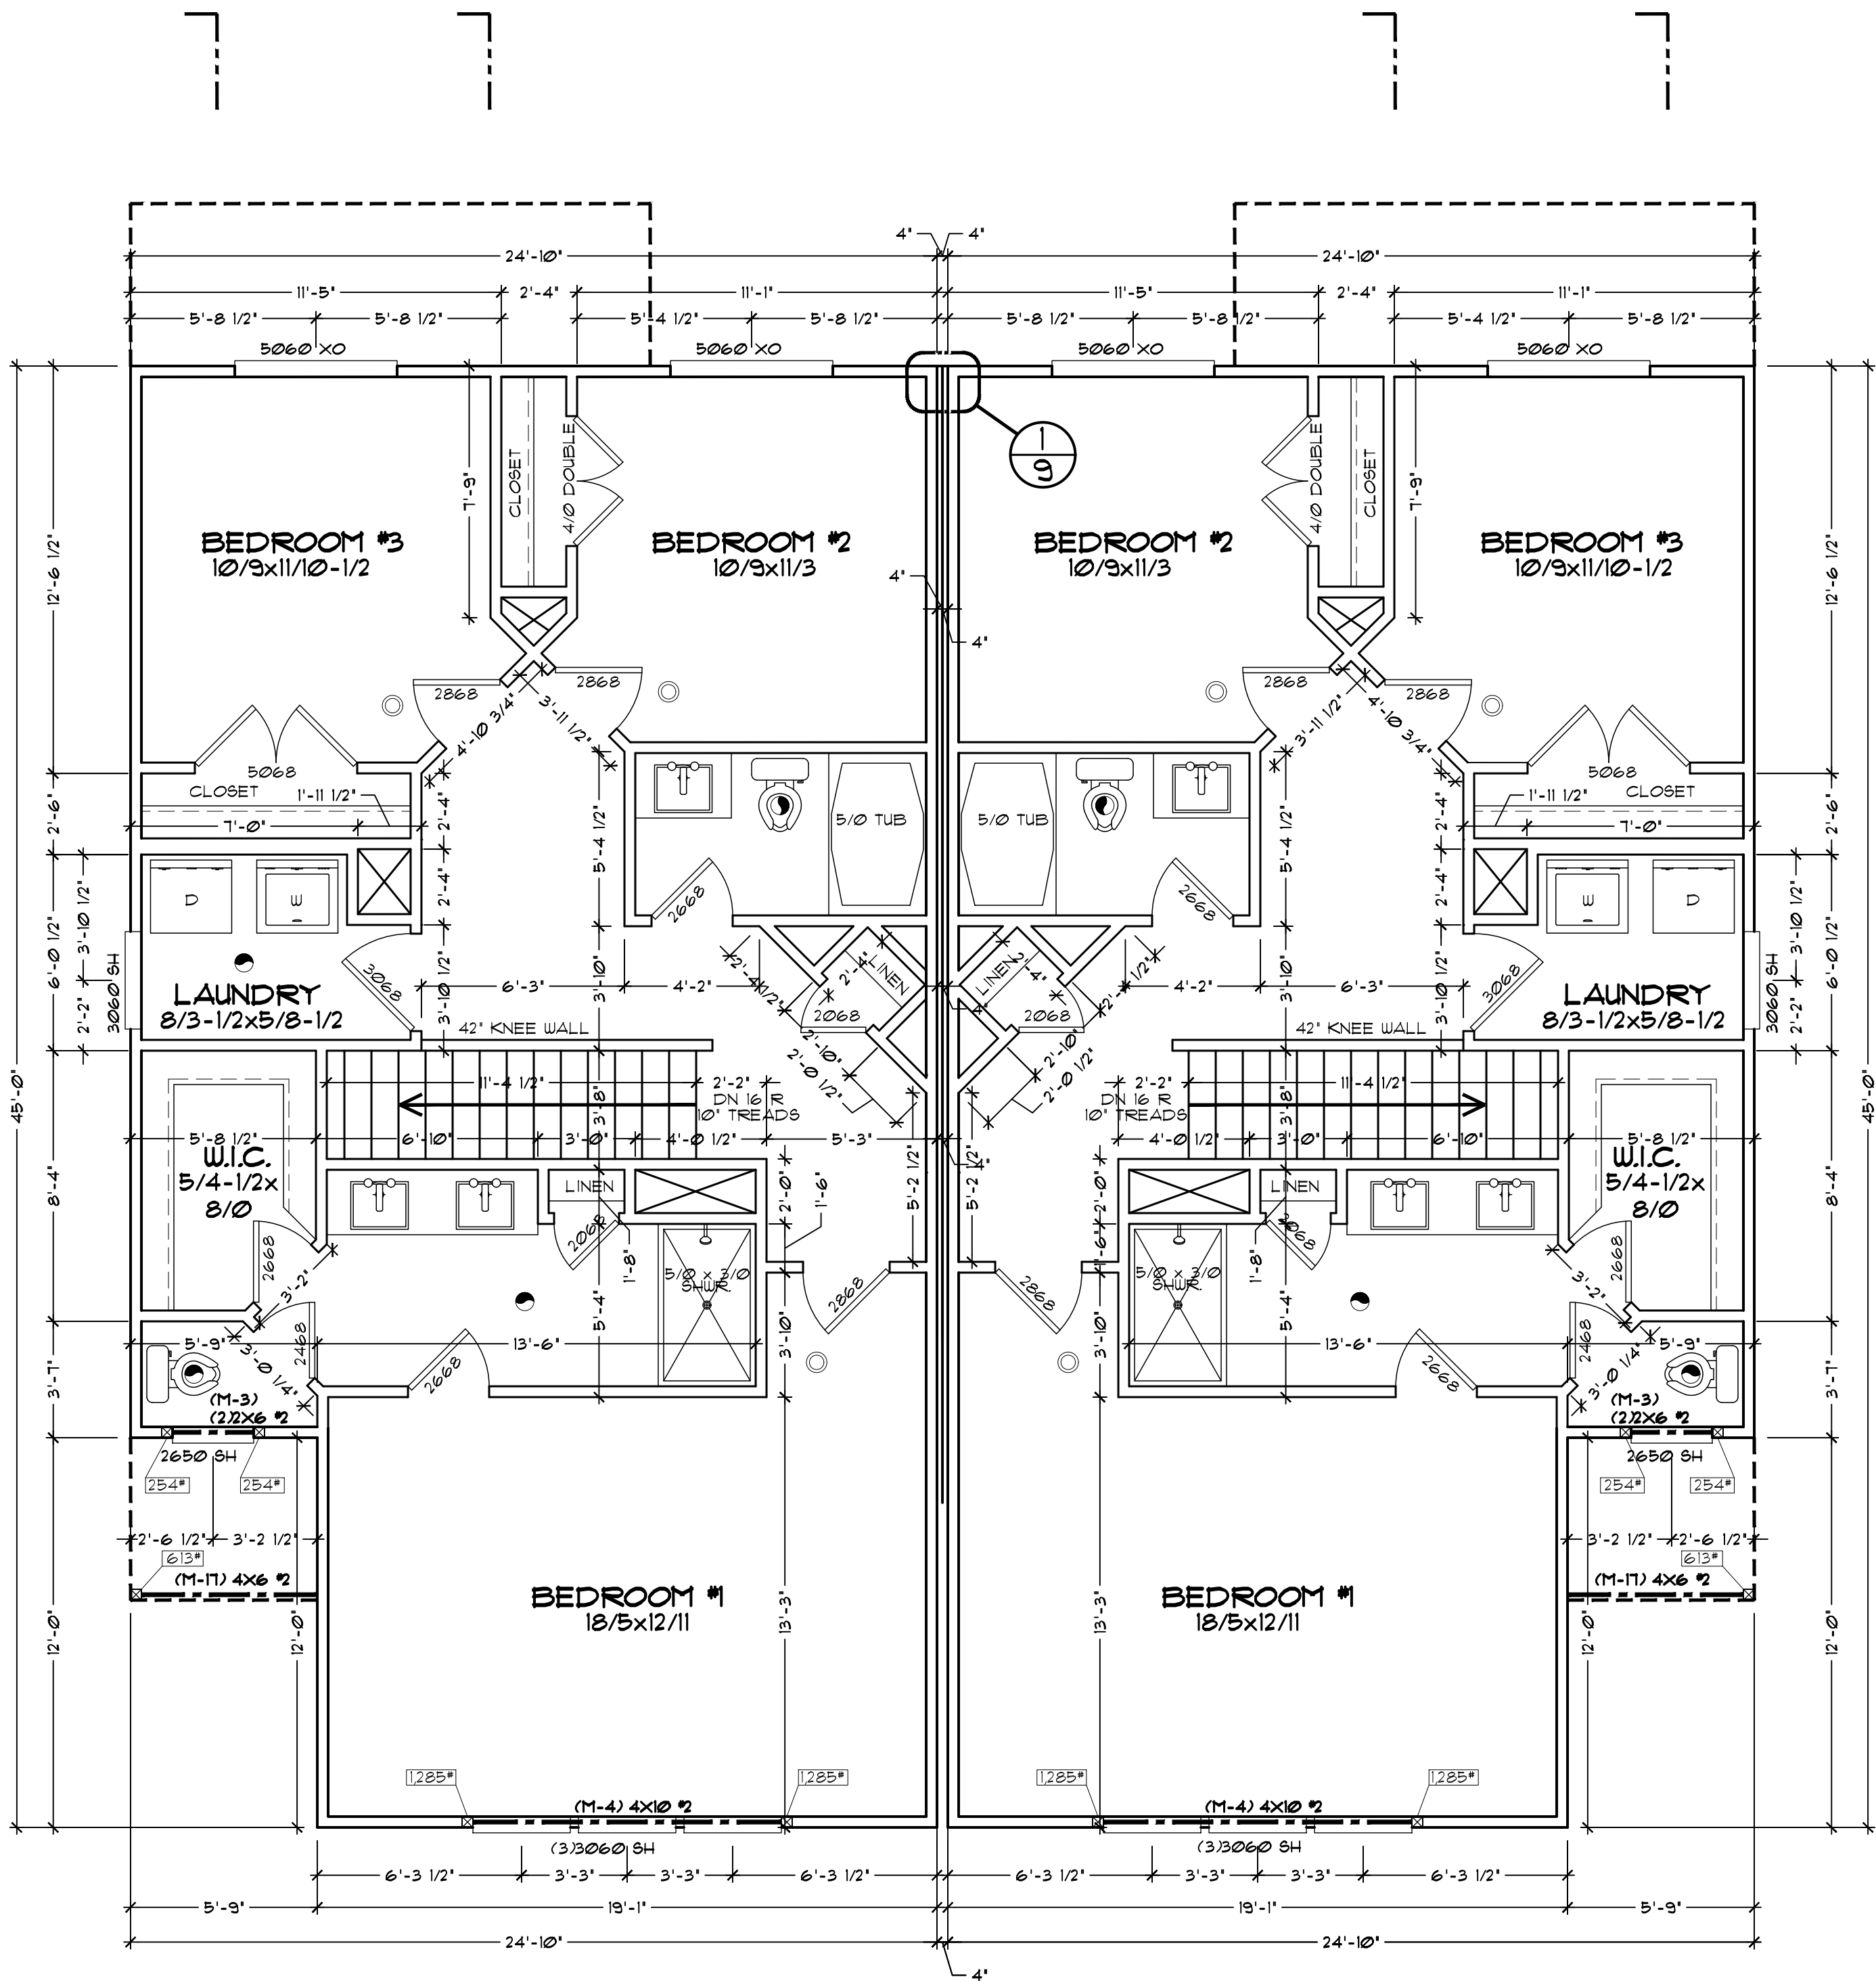 4" 4"
24'-10" 24'-10"
11'-5" 2'-4" 11'-1" 11'-5" 2'-4" 11'-1"
5'-8 1/2" 5'-8 1/2" 5'-4 1/2" 5'-8 1/2" 5'-8 1/2" 5'-8 1/2" 5'-4 1/2" 5'-8 1/2"
5060 XO 5060 XO 5060 XO 5060 XO
1
9
CLOSET 4/0 DOUBLE 4/0 DOUBLE CLOSET
7'-9" 7'-9"
BEDROOM #3 BEDROOM #2 BEDROOM #2 BEDROOM #3
10/9x11/10-1/2 10/9x11/3 10/9x11/3 10/9x11/10-1/2
12'-6 1/2" 12'-6 1/2"
4"
4"
2868 2868 2868 2868
4'-10 3/4" 3'-11 1/2" 3'-11 1/2" 4'-10 3/4"
5068 5068
CLOSET 1'-11 1/2" 1'-11 1/2" CLOSET
7'-0" 7'-0"
2'-6" 2'-4" 5'-4 1/2" 5/0 TUB 5/0 TUB 5'-4 1/2" 2'-4" 2'-6"
D W 2'-4" 2668 2668 2'-4" W D
6'-0 1/2" 3'-10 1/2" 3'-10 1/2" 6'-0 1/2"
3060 SH 2'-2" 3068 3'-10 1/2" 3'-10" 3'-10" 3'-10 1/2" 3068 2'-2" 3060 SH
6'-3" 4'-2" 2'-4 1/2" 2'-4" LINEN LINEN 2'-4" 2'-4 1/2" 4'-2" 6'-3"
4"
LAUNDRY LAUNDRY
8/3-1/2x5/8-1/2 8/3-1/2x5/8-1/2
42" KNEE WALL 2068 2068 42" KNEE WALL
2'-10" 2'-10"
2'-0 1/2" 2'-0 1/2"
45'-0" 45'-0"
11'-4 1/2" 2'-2" 2'-2" 11'-4 1/2"
DN 16 R DN 16 R
10" TREADS 10" TREADS
3'-8" 3'-8"
5'-8 1/2" 6'-10" 3'-0" 4'-0 1/2" 5'-3" 4'-0 1/2" 3'-0" 6'-10" 5'-8 1/2"
4"
W.I.C. W.I.C.
5/4-1/2x 5/4-1/2x
8/0 8/0
8'-4" 8'-4"
LINEN LINEN
2'-0" 1'-6" 5'-2 1/2" 5'-2 1/2" 2'-0" 1'-6"
2668 2068 1'-8" 1'-8" 2068 2668
3'-2" 3'-2"
5/0 x 3/0 5/0 x 3/0
SHWR. SHWR.
2868 2868
5'-4" 5'-4"
5'-9" 2468 13'-6" 3'-10" 3'-10" 13'-6" 2468 5'-9"
3'-7" 3'-0 1/4" 2668 2668 3'-0 1/4" 3'-7"
(M-3) (M-3)
(2)2X6 #2 (2)2X6 #2
2650 SH 2650 SH
254# 254# 254# 254#
2'-6 1/2" 3'-2 1/2" 3'-2 1/2" 2'-6 1/2"
613# 613#
(M-17) 4X6 #2 (M-17) 4X6 #2
BEDROOM #1 BEDROOM #1
18/5x12/11 18/5x12/11
12'-0" 12'-0" 13'-3" 13'-3" 12'-0" 12'-0"
1,285# 1,285# 1,285# 1,285#
(M-4) 4X10 #2 (M-4) 4X10 #2
(3)3060 SH (3)3060 SH
6'-3 1/2" 3'-3" 3'-3" 6'-3 1/2" 6'-3 1/2" 3'-3" 3'-3" 6'-3 1/2"
5'-9" 19'-1" 19'-1" 5'-9"
24'-10" 24'-10"
4"